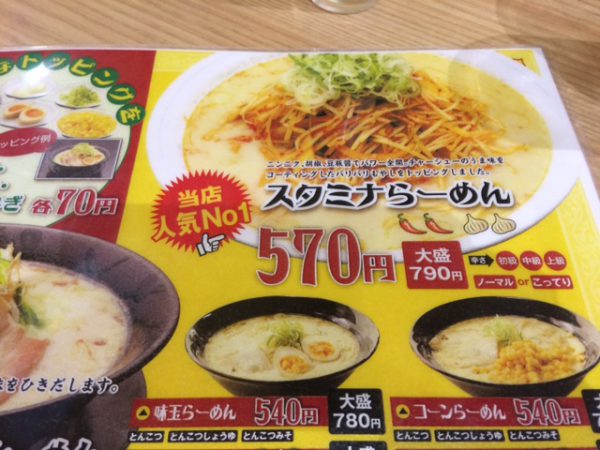 トッピングを
トッピング例
ぎ 各70円
ニンニク、胡椒、豆板醤でパワー全開。チャーシューのうま味を
コーティングしたバリバリもやしをトッピングしました。
スタミナらーめん
当店
人気No1
570円
大盛
790円
辛さ 初級 中級 上級
ノーマル or こってり
味をひきだします。
味玉らーめん 540円
大盛
780円
とんこつ とんこつしょうゆ とんこつみそ
コーンらーめん 540円
とんこつ とんこつしょうゆ とんこつみそ